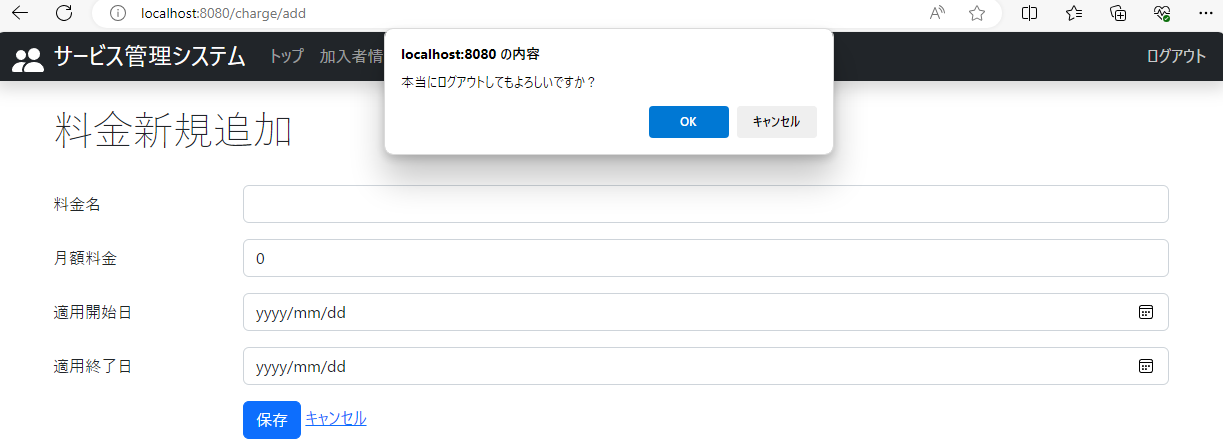 localhost:8080/charge/add
サービス管理システム トップ 加入者情 ログアウト
localhost:8080 の内容
本当にログアウトしてもよろしいですか？
OK キャンセル
料金新規追加
料金名
月額料金 0
適用開始日 yyyy/mm/dd
適用終了日 yyyy/mm/dd
保存 キャンセル